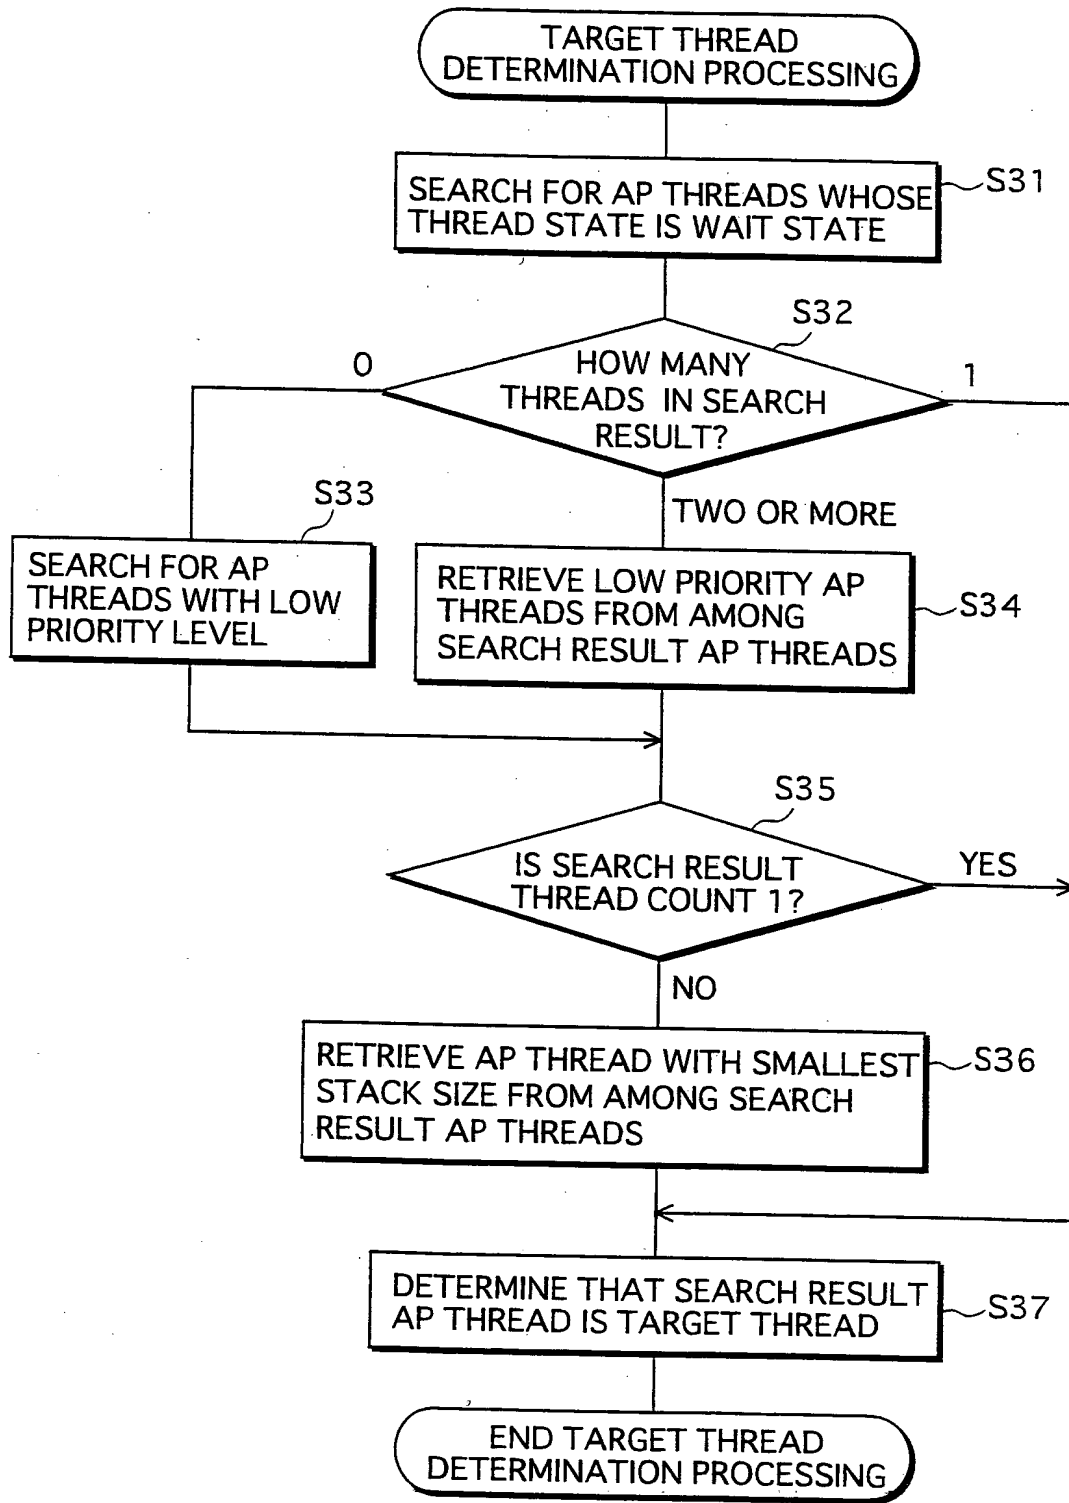 TARGET THREAD
DETERMINATION PROCESSING
SEARCH FOR AP THREADS WHOSE
THREAD STATE IS WAIT STATE
S31
S32
HOW MANY
THREADS IN SEARCH
RESULT?
0
1
TWO OR MORE
S33
SEARCH FOR AP
THREADS WITH LOW
PRIORITY LEVEL
RETRIEVE LOW PRIORITY AP
THREADS FROM AMONG
SEARCH RESULT AP THREADS
S34
S35
IS SEARCH RESULT
THREAD COUNT 1?
YES
NO
RETRIEVE AP THREAD WITH SMALLEST
STACK SIZE FROM AMONG SEARCH
RESULT AP THREADS
S36
DETERMINE THAT SEARCH RESULT
AP THREAD IS TARGET THREAD
S37
END TARGET THREAD
DETERMINATION PROCESSING